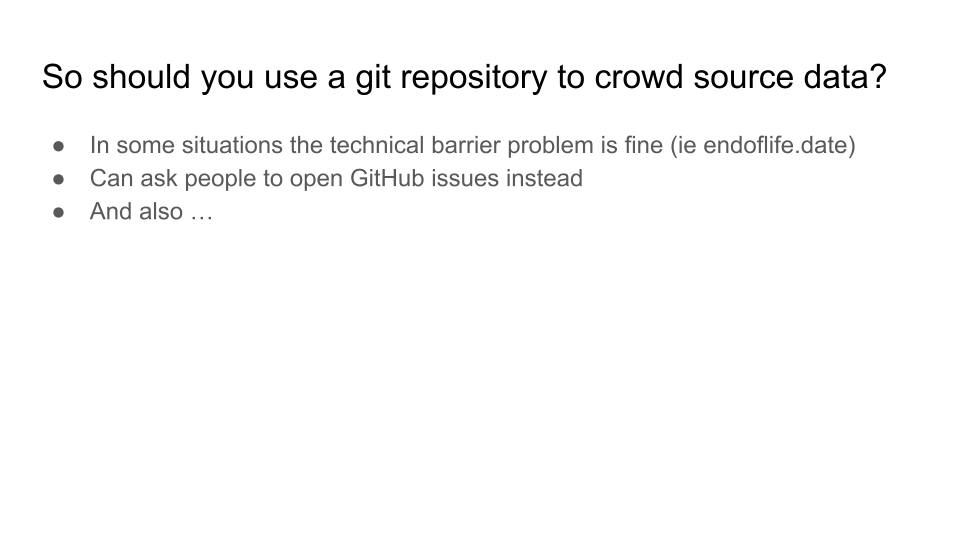 So should you use a git repository to crowd source data?
● In some situations the technical barrier problem is fine (ie endoflife.date)
● Can ask people to open GitHub issues instead
● And also …